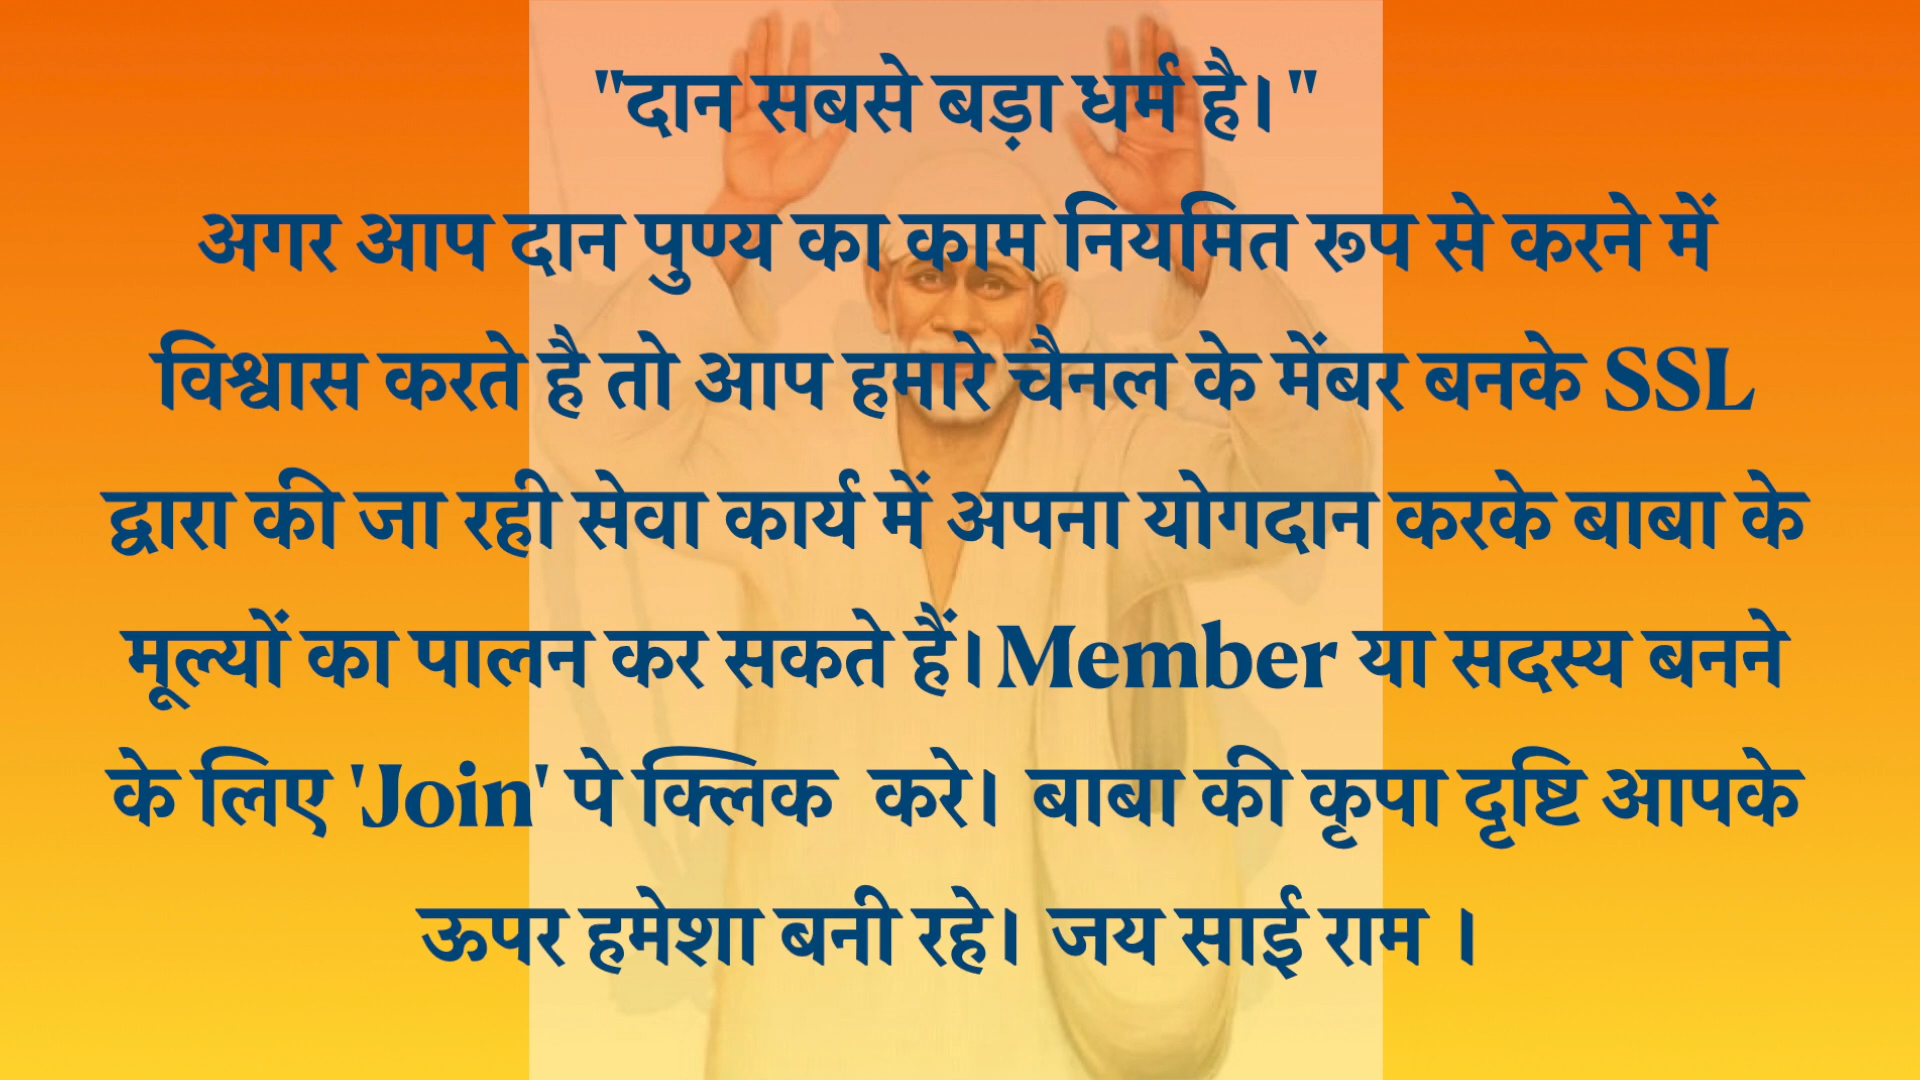 "दान सबसे बड़ा धर्म है।"
अगर आप दान पुण्य का काम नियमित रूप से करने में
विश्वास करते है तो आप हमारे चैनल के मेंबर बनके SSL
द्वारा की जा रही सेवा कार्य में अपना योगदान करके बाबा के
मूल्यों का पालन कर सकते हैं। Member या सदस्य बनने
के लिए 'Join' पे क्लिक करे। बाबा की कृपा दृष्टि आपके
ऊपर हमेशा बनी रहे। जय साई राम ।